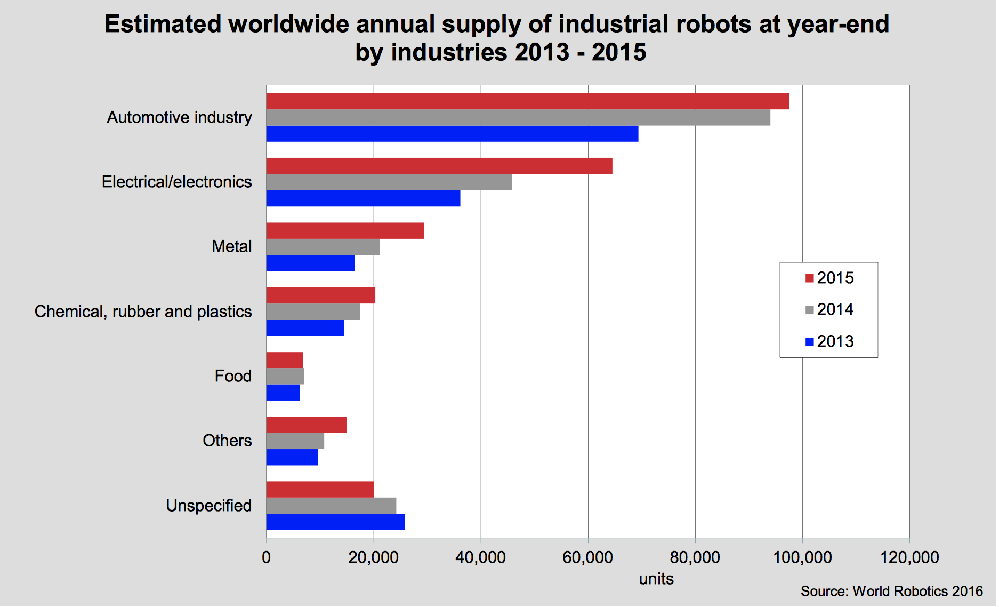 Estimated worldwide annual supply of industrial robots at year-end
by industries 2013 - 2015
Automotive industry
Electrical/electronics
Metal
Chemical, rubber and plastics
Food
Others
Unspecified
2015
2014
2013
0 20,000 40,000 60,000 80,000 100,000 120,000
units
Source: World Robotics 2016